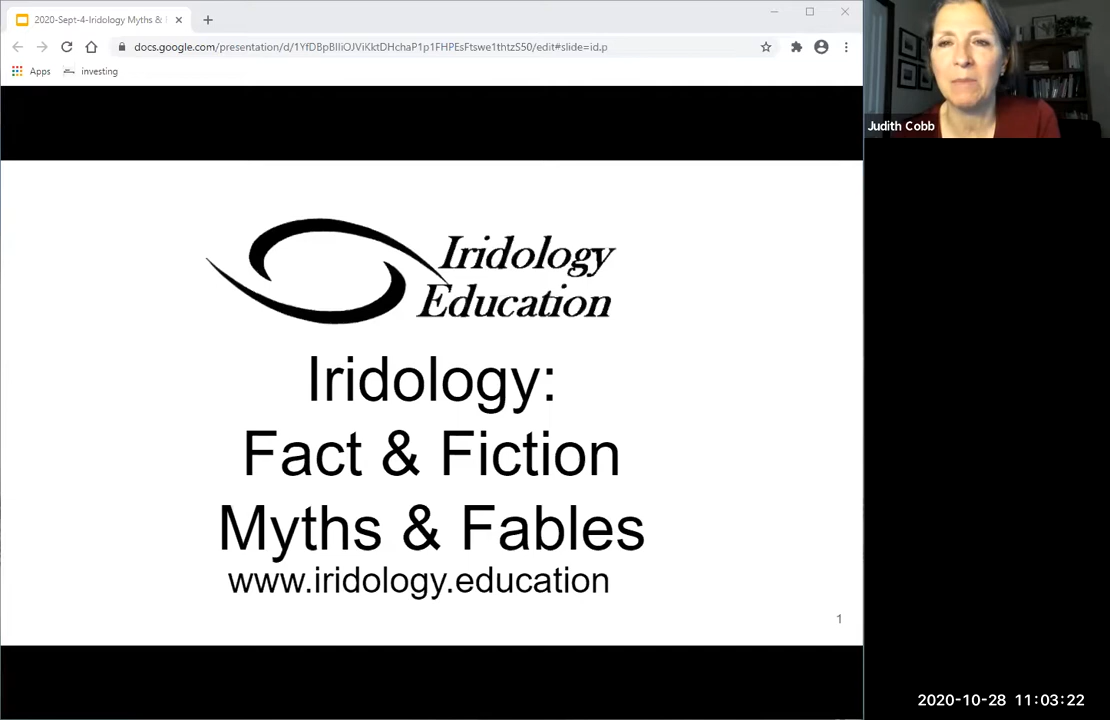 2020-Sept-4-Iridology Myths &
docs.google.com/presentation/d/1YfDBpBlIiOJViKktDHchaP1p1FHPEsFtswe1thtzS50/edit#slide=id.p
Apps
investing
Judith Cobb
Iridology
Education
Iridology:
Fact & Fiction
Myths & Fables
www.iridology.education
1
2020-10-28 11:03:22